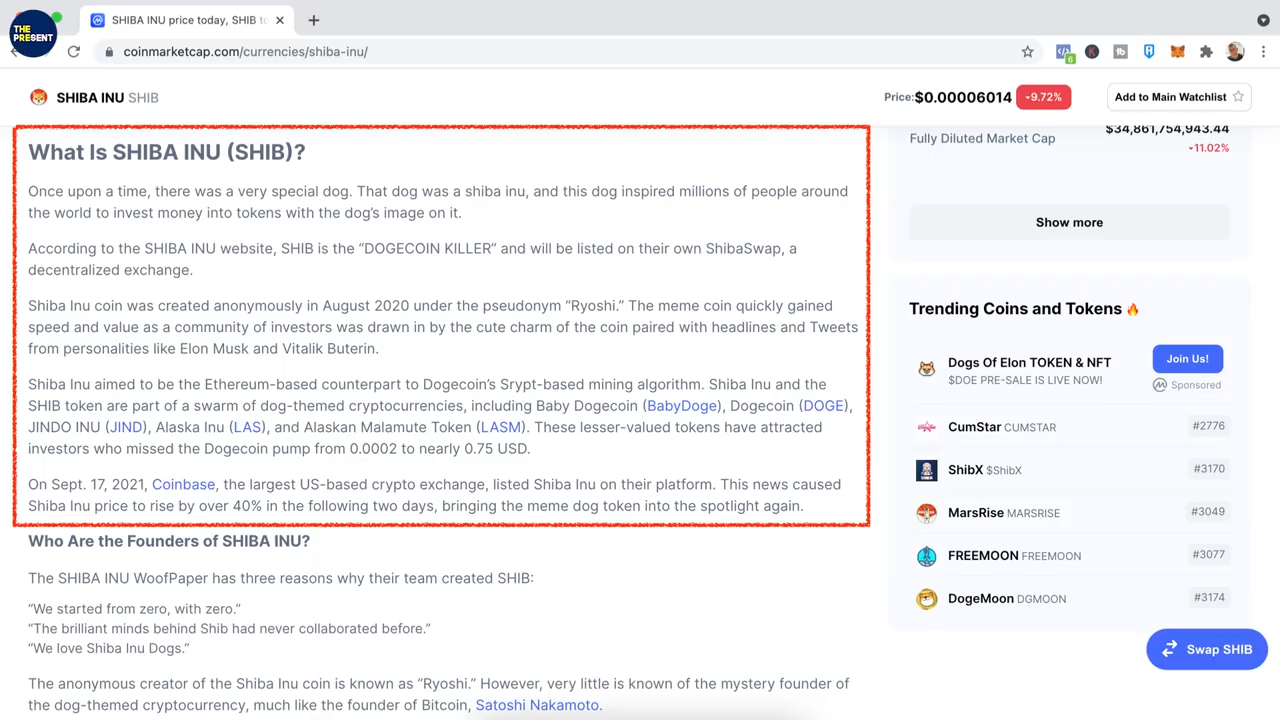 THE
PRESENT
SHIBA INU price today, SHIB to
coinmarketcap.com/currencies/shiba-inu/
6
SHIBA INU SHIB
Price: $0.00006014 -9.72%
Add to Main Watchlist
What Is SHIBA INU (SHIB)?
Once upon a time, there was a very special dog. That dog was a shiba inu, and this dog inspired millions of people around
the world to invest money into tokens with the dog's image on it.
According to the SHIBA INU website, SHIB is the “DOGECOIN KILLER” and will be listed on their own ShibaSwap, a
decentralized exchange.
Shiba Inu coin was created anonymously in August 2020 under the pseudonym “Ryoshi.” The meme coin quickly gained
speed and value as a community of investors was drawn in by the cute charm of the coin paired with headlines and Tweets
from personalities like Elon Musk and Vitalik Buterin.
Shiba Inu aimed to be the Ethereum-based counterpart to Dogecoin's Srypt-based mining algorithm. Shiba Inu and the
SHIB token are part of a swarm of dog-themed cryptocurrencies, including Baby Dogecoin (BabyDoge), Dogecoin (DOGE),
JINDO INU (JIND), Alaska Inu (LAS), and Alaskan Malamute Token (LASM). These lesser-valued tokens have attracted
investors who missed the Dogecoin pump from 0.0002 to nearly 0.75 USD.
On Sept. 17, 2021, Coinbase, the largest US-based crypto exchange, listed Shiba Inu on their platform. This news caused
Shiba Inu price to rise by over 40% in the following two days, bringing the meme dog token into the spotlight again.
Who Are the Founders of SHIBA INU?
The SHIBA INU WoofPaper has three reasons why their team created SHIB:
“We started from zero, with zero.”
“The brilliant minds behind Shib had never collaborated before.”
“We love Shiba Inu Dogs.”
The anonymous creator of the Shiba Inu coin is known as “Ryoshi.” However, very little is known of the mystery founder of
the dog-themed cryptocurrency, much like the founder of Bitcoin, Satoshi Nakamoto.
Fully Diluted Market Cap
$34,861,754,943.44
-11.02%
Show more
Trending Coins and Tokens
Dogs Of Elon TOKEN & NFT
$DOE PRE-SALE IS LIVE NOW!
Join Us!
Sponsored
CumStar CUMSTAR #2776
ShibX $ShibX #3170
MarsRise MARSRISE #3049
FREEMOON FREEMOON #3077
DogeMoon DGMOON #3174
Swap SHIB